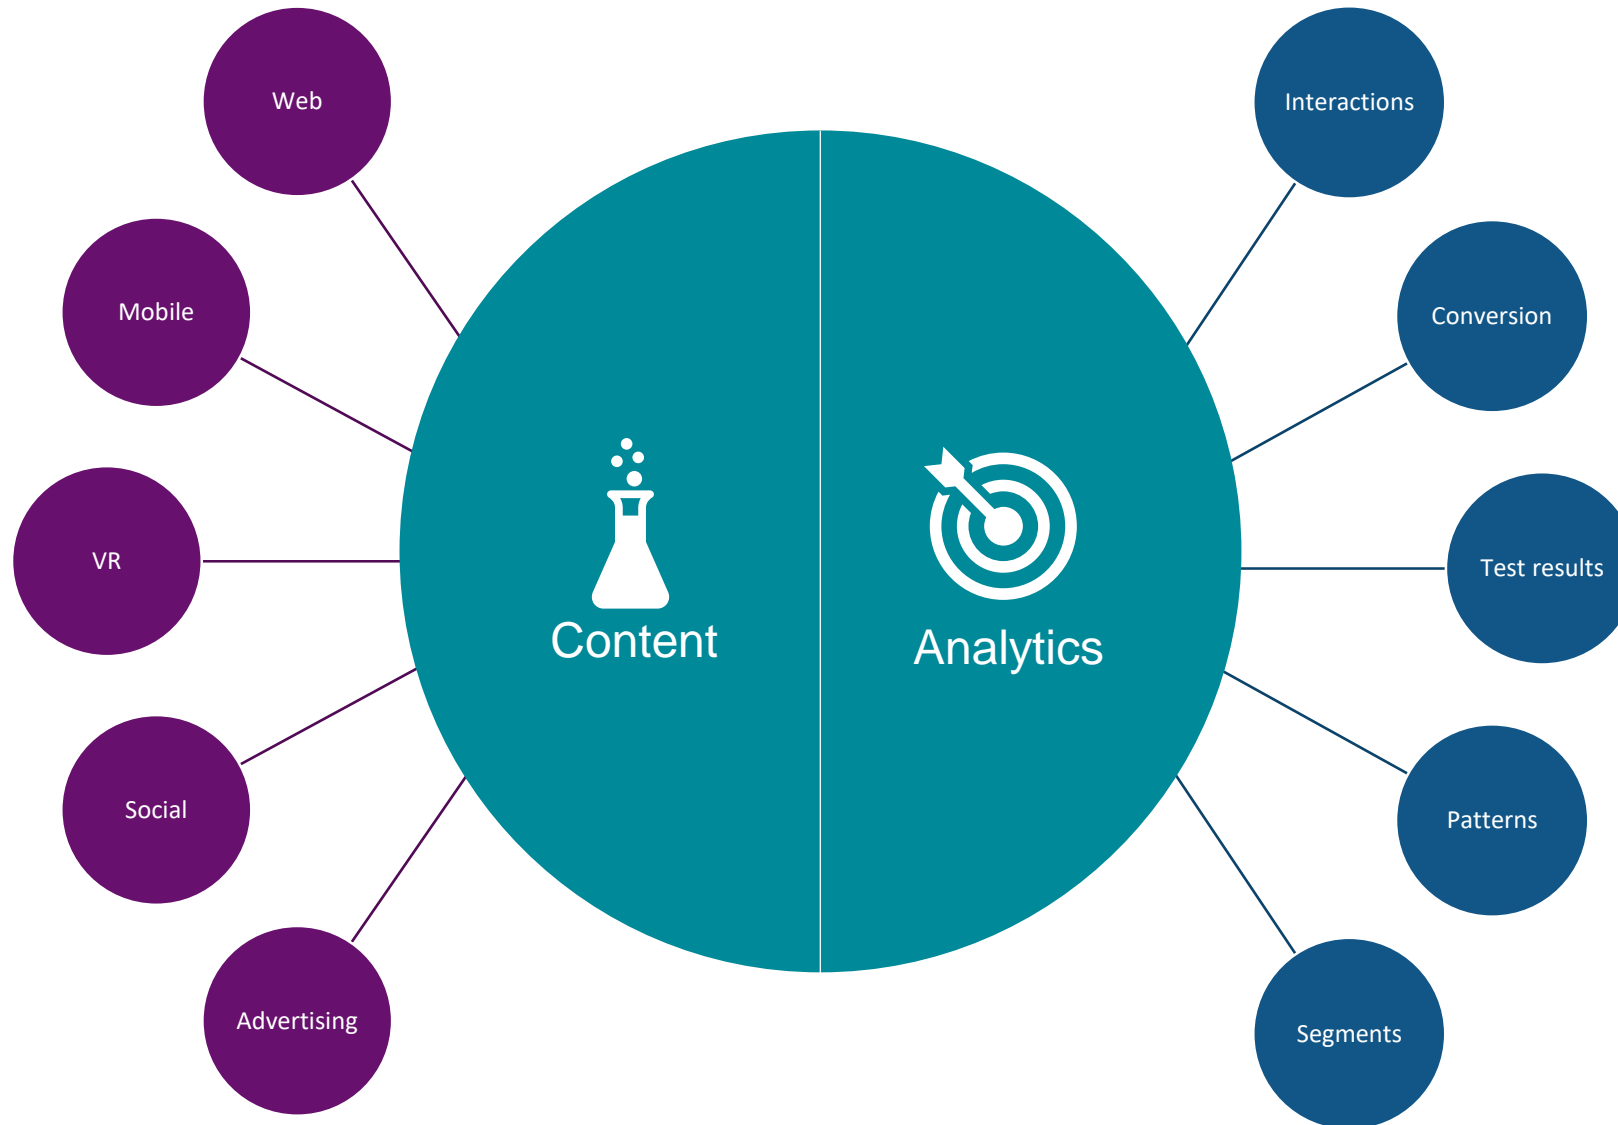 Web
Mobile
VR
Social
Advertising
Content
Analytics
Interactions
Conversion
Test results
Patterns
Segments